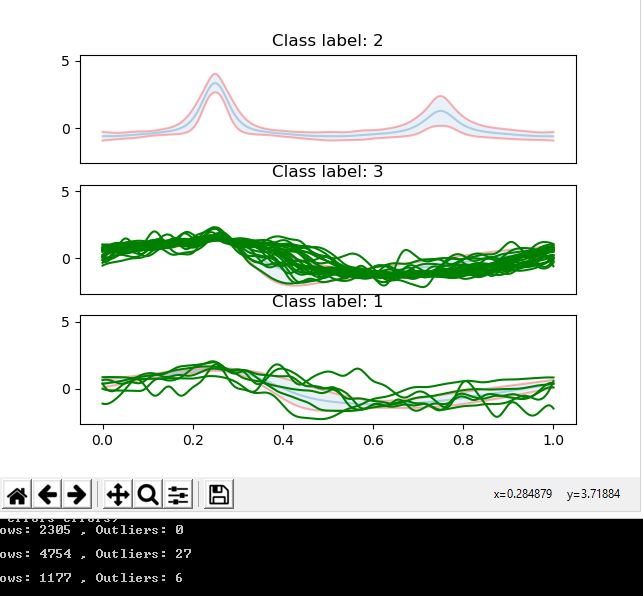 Class label: 2
5
0
Class label: 3
5
0
Class label: 1
5
0
0.0 0.2 0.4 0.6 0.8 1.0
x=0.284879 y=3.71884
ows: 2305 , Outliers: 0
ows: 4754 , Outliers: 27
ows: 1177 , Outliers: 6